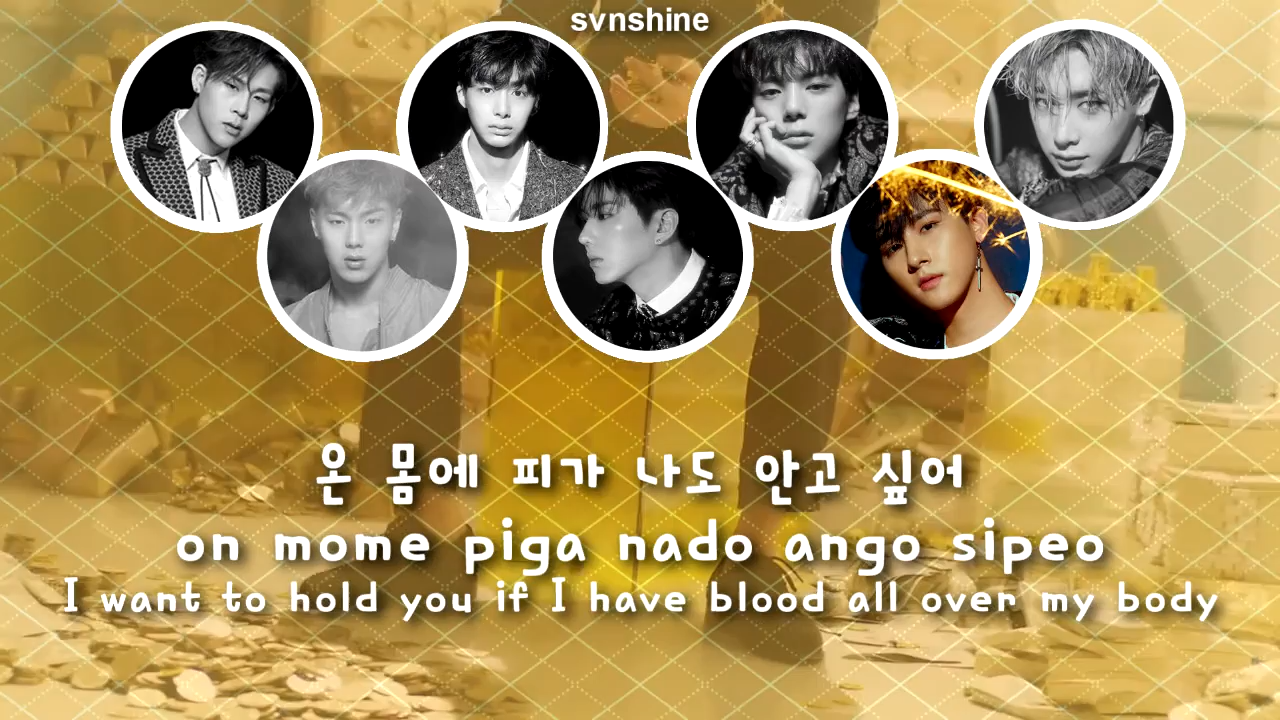 svnshine
온 몸에 피가 나도 안고 싶어
on mome piga nado ango sipeo
I want to hold you if I have blood all over my body